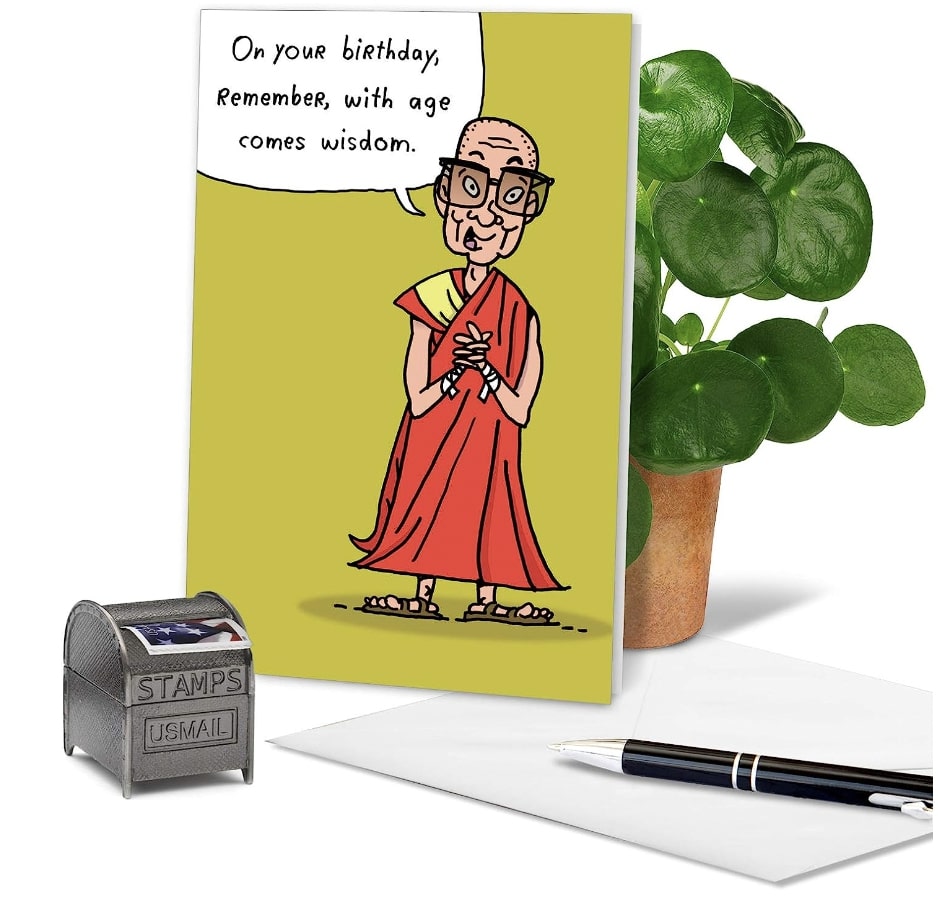 On your birthday,
Remember, with age
comes wisdom.
STAMPS
USMAIL